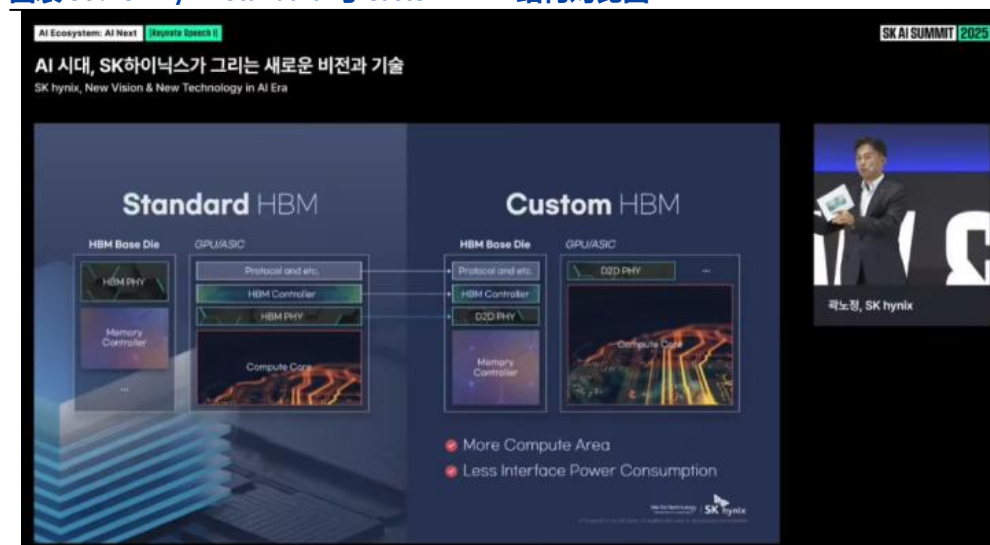 AI Ecosystem: AI Next
[Keynote Speech I]
SK AI SUMMIT 2025
AI 시대, SK하이닉스가 그리는 새로운 비전과 기술
SK hynix, New Vision & New Technology in AI Era
Standard HBM
HBM Base Die
GPU/ASIC
HBM PHY
Memory
Controller
...
Protocol and etc.
HBM Controller
HBM PHY
Compute Core
Custom HBM
HBM Base Die
GPU/ASIC
Protocol and etc.
HBM Controller
D2D PHY
Memory
Controller
D2D PHY
...
Compute Core
More Compute Area
Less Interface Power Consumption
SK hynix
곽노정, SK hynix